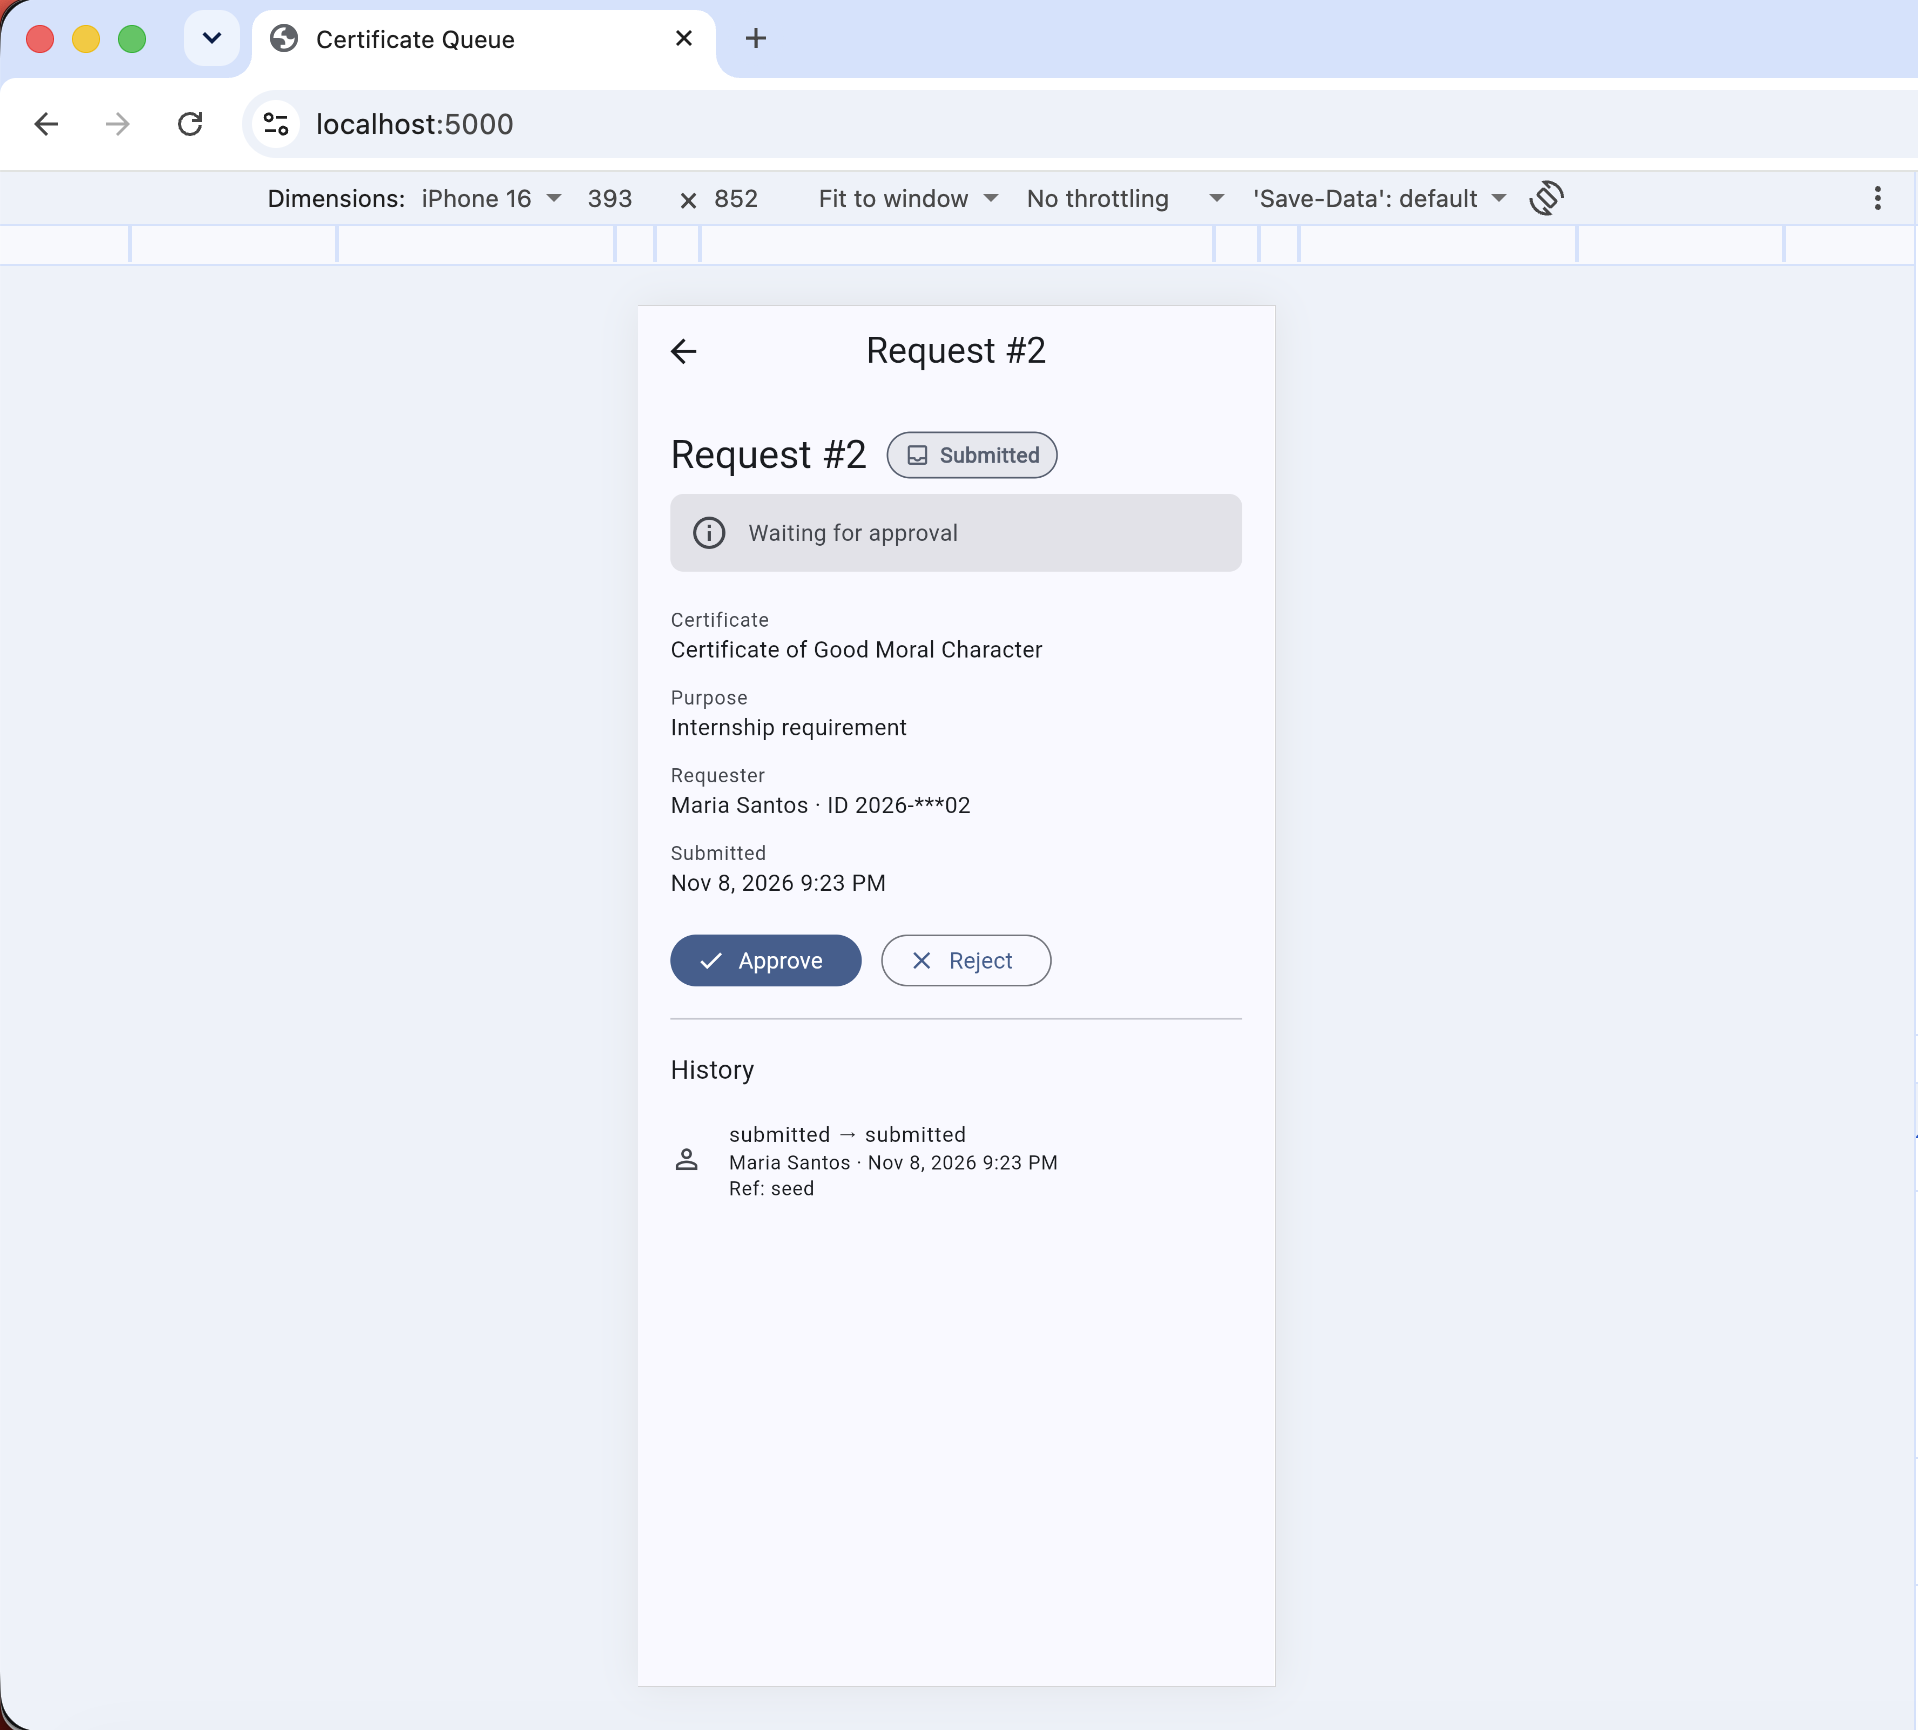 Certificate Queue
localhost:5000
Dimensions: iPhone 16 393 × 852 Fit to window No throttling 'Save-Data': default
Request #2
Request #2 Submitted
Waiting for approval
Certificate
Certificate of Good Moral Character
Purpose
Internship requirement
Requester
Maria Santos · ID 2026-***02
Submitted
Nov 8, 2026 9:23 PM
Approve Reject
History
submitted → submitted
Maria Santos · Nov 8, 2026 9:23 PM
Ref: seed